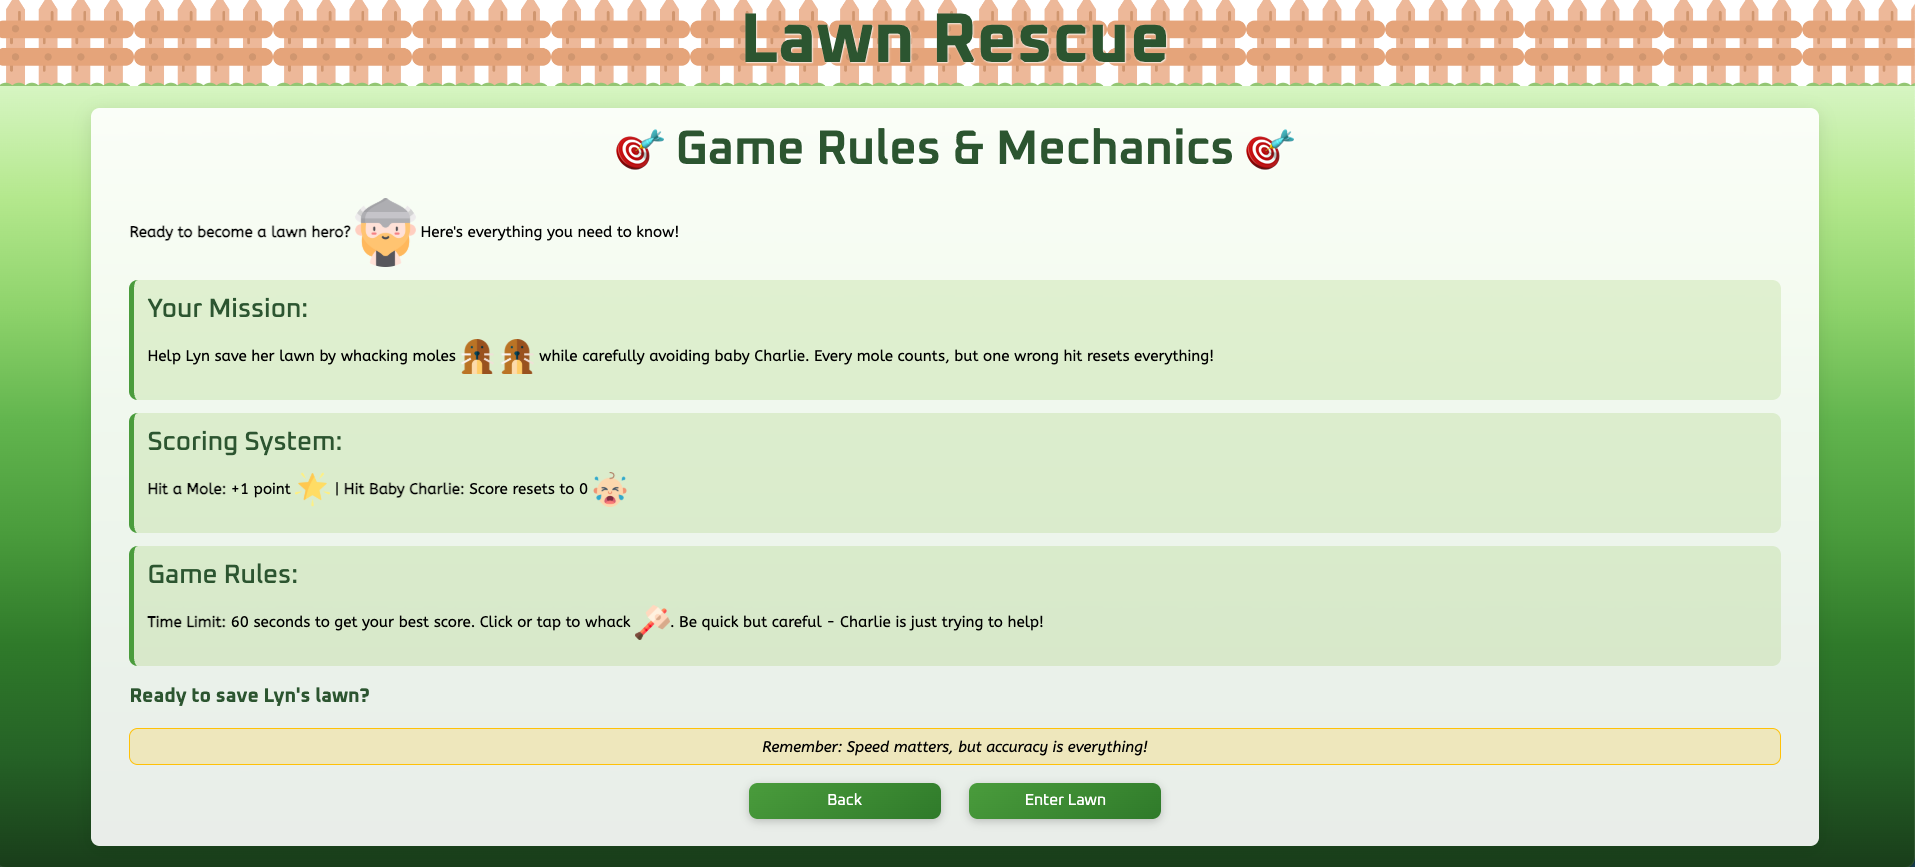 Lawn Rescue
Game Rules & Mechanics
Ready to become a lawn hero? Here's everything you need to know!
Your Mission:
Help Lyn save her lawn by whacking moles while carefully avoiding baby Charlie. Every mole counts, but one wrong hit resets everything!
Scoring System:
Hit a Mole: +1 point | Hit Baby Charlie: Score resets to 0
Game Rules:
Time Limit: 60 seconds to get your best score. Click or tap to whack . Be quick but careful - Charlie is just trying to help!
Ready to save Lyn's lawn?
Remember: Speed matters, but accuracy is everything!
Back Enter Lawn